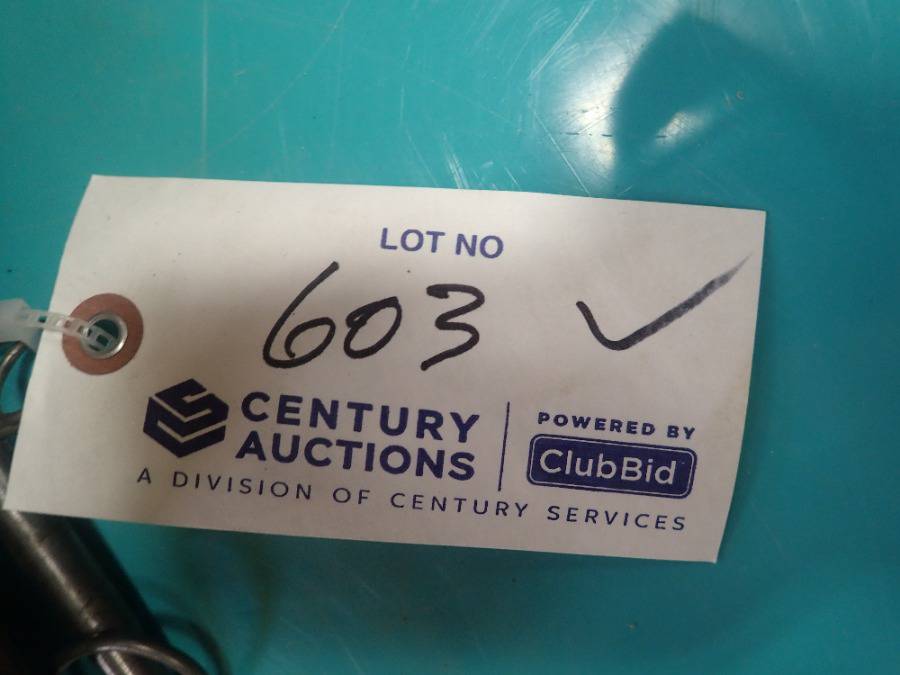 LOT NO
603 ✓
CENTURY
AUCTIONS
A DIVISION OF CENTURY SERVICES
POWERED BY
ClubBid